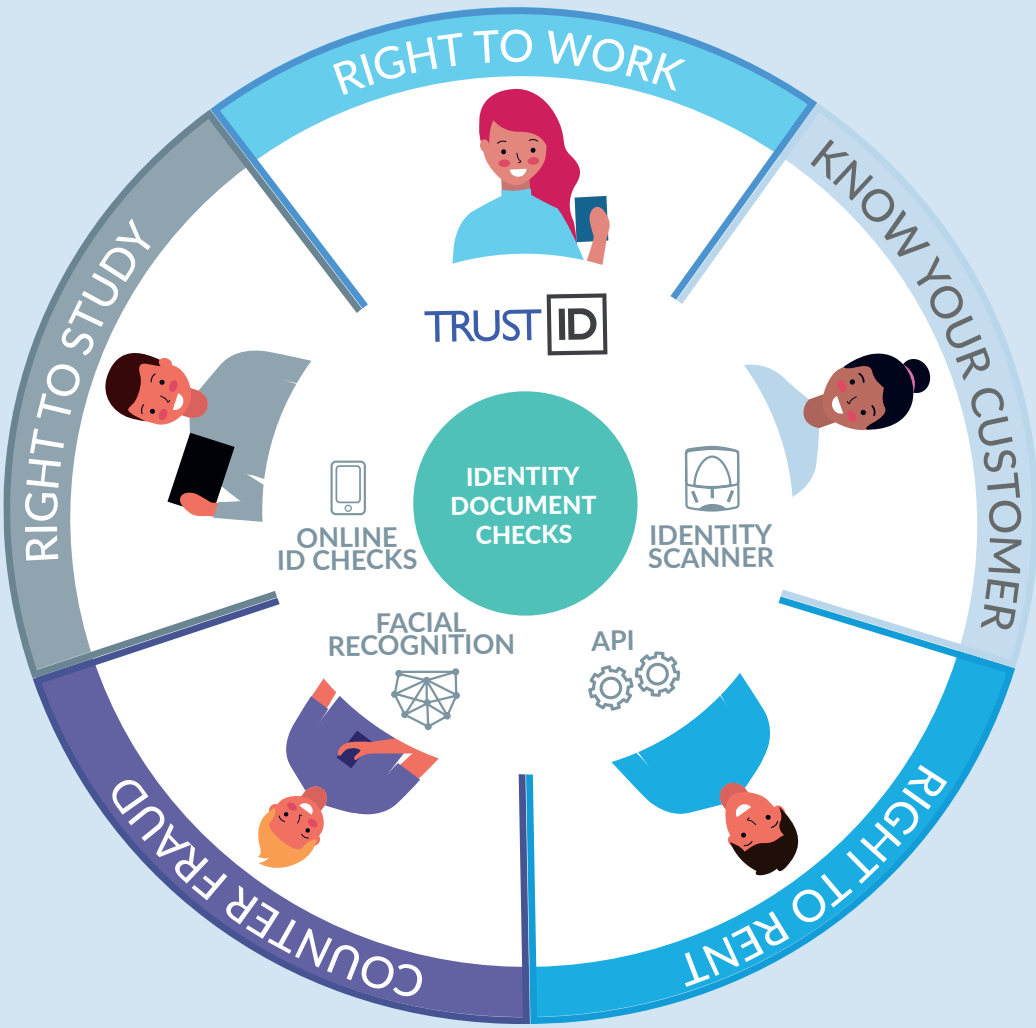 RIGHT TO WORK
KNOW YOUR CUSTOMER
RIGHT TO RENT
COUNTER FRAUD
RIGHT TO STUDY
TRUST ID
IDENTITY
DOCUMENT
CHECKS
ONLINE
ID CHECKS
IDENTITY
SCANNER
FACIAL
RECOGNITION
API